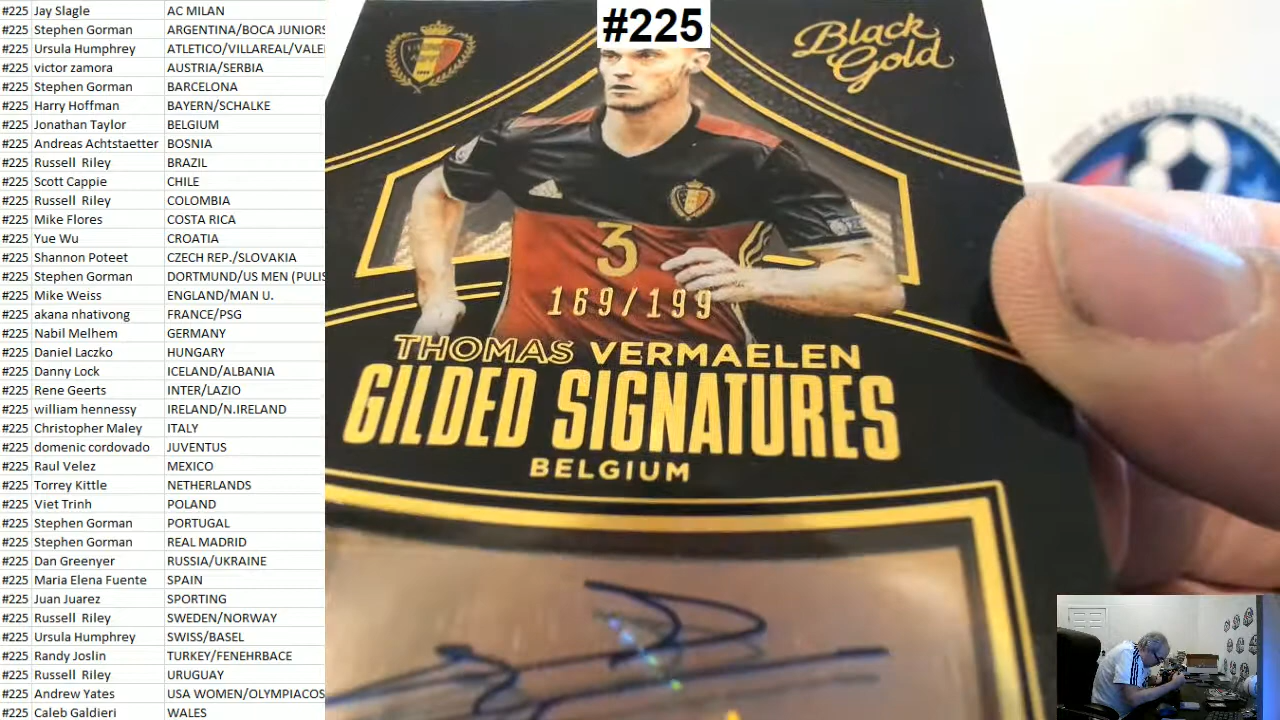 #225 Jay Slagle AC MILAN
#225 Stephen Gorman ARGENTINA/BOCA JUNIORS
#225 Ursula Humphrey ATLETICO/VILLAREAL/VALE
#225 victor zamora AUSTRIA/SERBIA
#225 Stephen Gorman BARCELONA
#225 Harry Hoffman BAYERN/SCHALKE
#225 Jonathan Taylor BELGIUM
#225 Andreas Achtstaetter BOSNIA
#225 Russell Riley BRAZIL
#225 Scott Cappie CHILE
#225 Russell Riley COLOMBIA
#225 Mike Flores COSTA RICA
#225 Yue Wu CROATIA
#225 Shannon Poteet CZECH REP./SLOVAKIA
#225 Stephen Gorman DORTMUND/US MEN (PULIS
#225 Mike Weiss ENGLAND/MAN U.
#225 akana nhativong FRANCE/PSG
#225 Nabil Melhem GERMANY
#225 Daniel Laczko HUNGARY
#225 Danny Lock ICELAND/ALBANIA
#225 Rene Geerts INTER/LAZIO
#225 william hennessy IRELAND/N.IRELAND
#225 Christopher Maley ITALY
#225 domenic cordovado JUVENTUS
#225 Raul Velez MEXICO
#225 Torrey Kittle NETHERLANDS
#225 Viet Trinh POLAND
#225 Stephen Gorman PORTUGAL
#225 Stephen Gorman REAL MADRID
#225 Dan Greenyer RUSSIA/UKRAINE
#225 Maria Elena Fuente SPAIN
#225 Juan Juarez SPORTING
#225 Russell Riley SWEDEN/NORWAY
#225 Ursula Humphrey SWISS/BASEL
#225 Randy Joslin TURKEY/FENEHRBACE
#225 Russell Riley URUGUAY
#225 Andrew Yates USA WOMEN/OLYMPIACOS
#225 Caleb Galdieri WALES
#225
Black
Gold
3
169/199
THOMAS VERMAELEN
GILDED SIGNATURES
BELGIUM